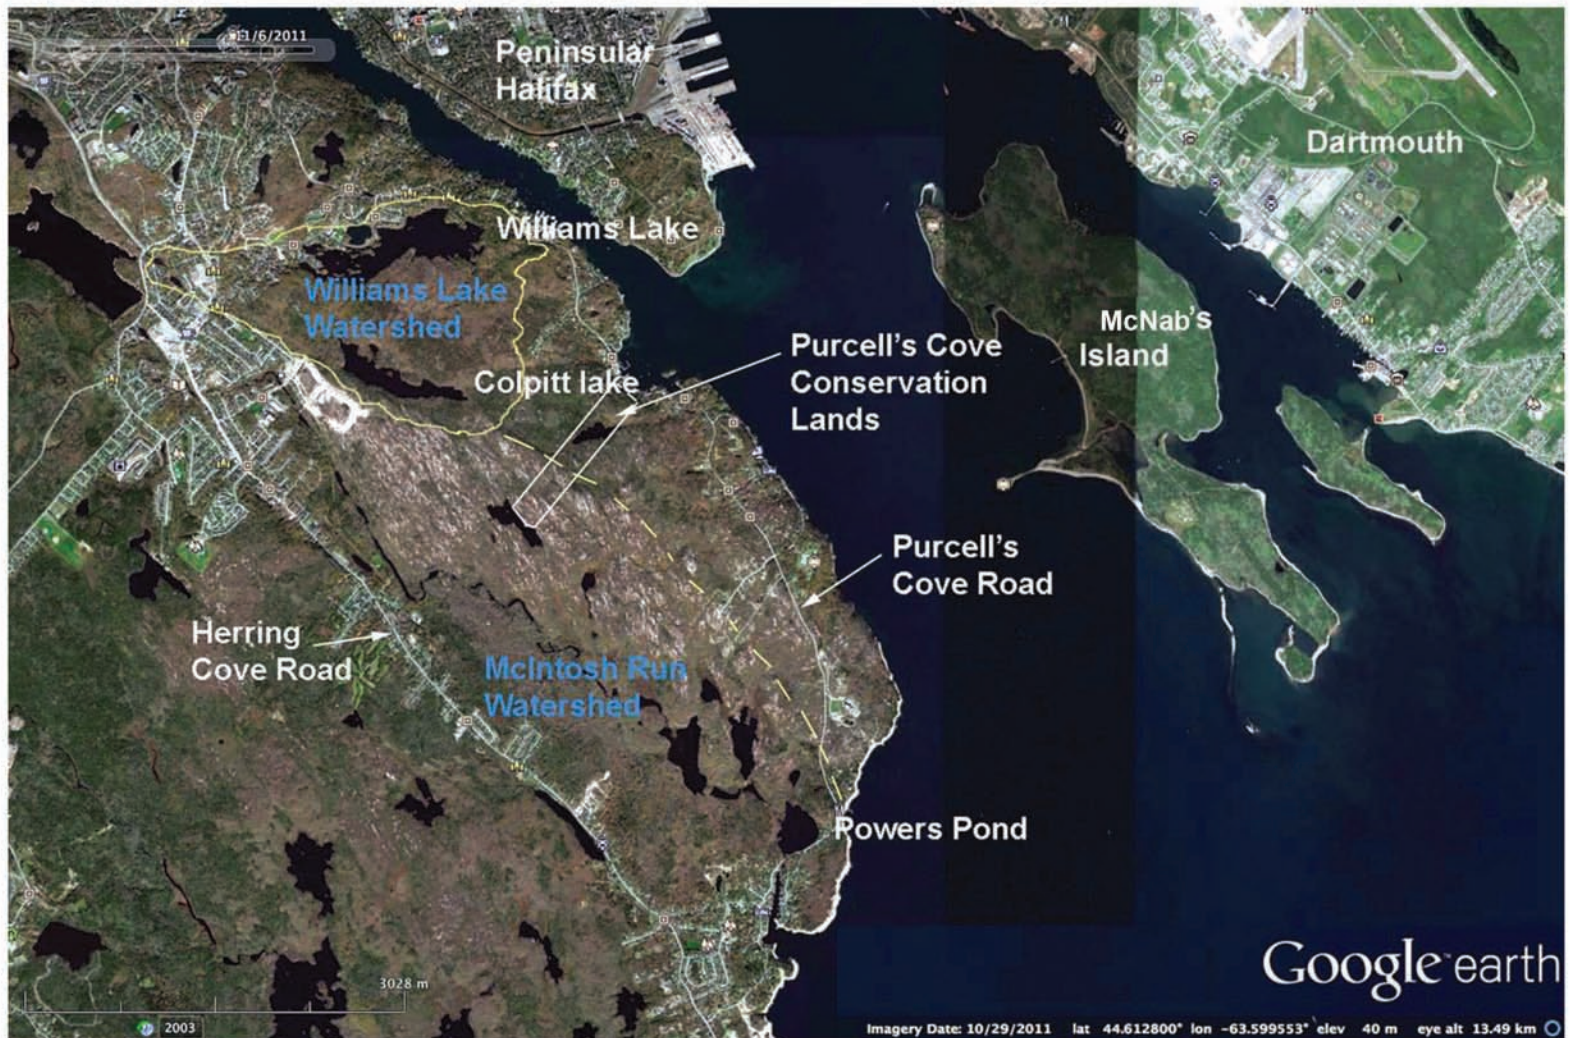 11/6/2011
Peninsular
Halifax
Dartmouth
Williams Lake
Williams Lake
Watershed
McNab's
Island
Purcell's Cove
Conservation
Lands
Colpitt lake
Purcell's
Cove Road
Herring
Cove Road
McIntosh Run
Watershed
Powers Pond
Google earth
3028 m
2003
Imagery Date: 10/29/2011 lat 44.612800° lon -63.599553° elev 40 m eye alt 13.49 km